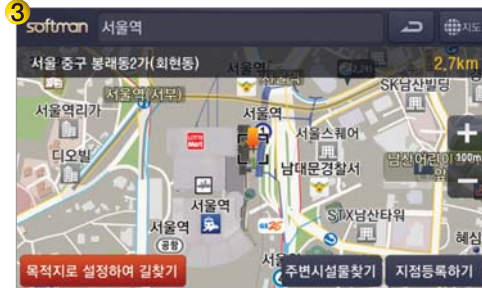 3
softman 서울역 지도
서울 중구 봉래동2가(회현동) 2.7km
서울역
SK남산빌딩
서울역(서부)
서울역리가
서울역
서울스퀘어
LOTTE Mart
디오빌
남산어린이
앞
100m
남대문경찰서
서울역
STX남산타워
서울역
GS25
공항
혜심
서울
목적지로 설정하여 길찾기 주변시설물찾기 지점등록하기